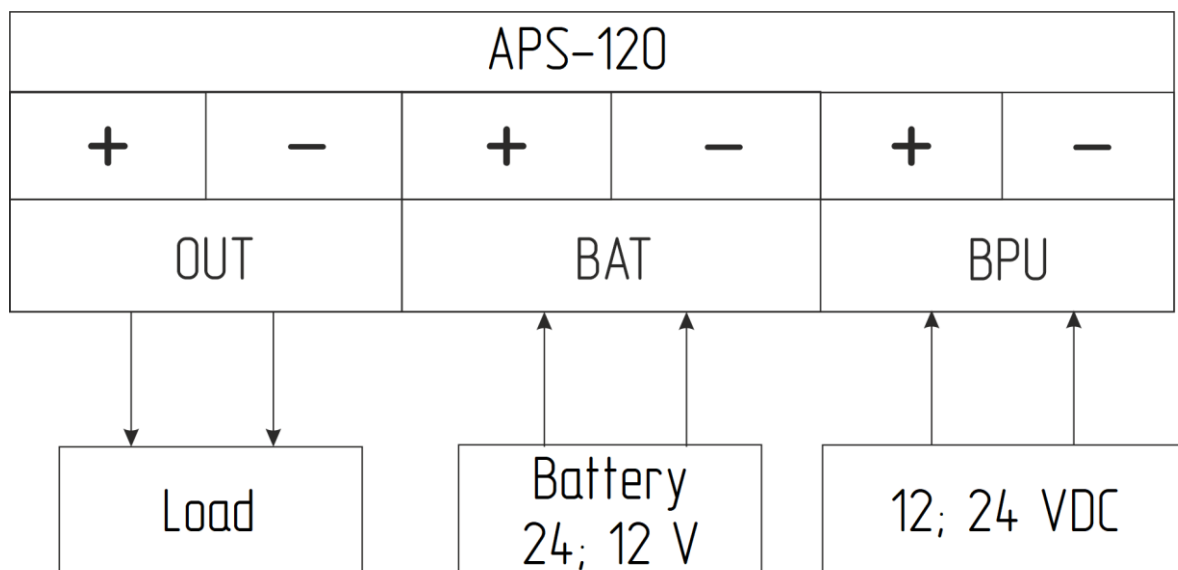 APS-120
+ − + − + −
OUT BAT BPU
Load
Battery
24; 12 V
12; 24 VDC